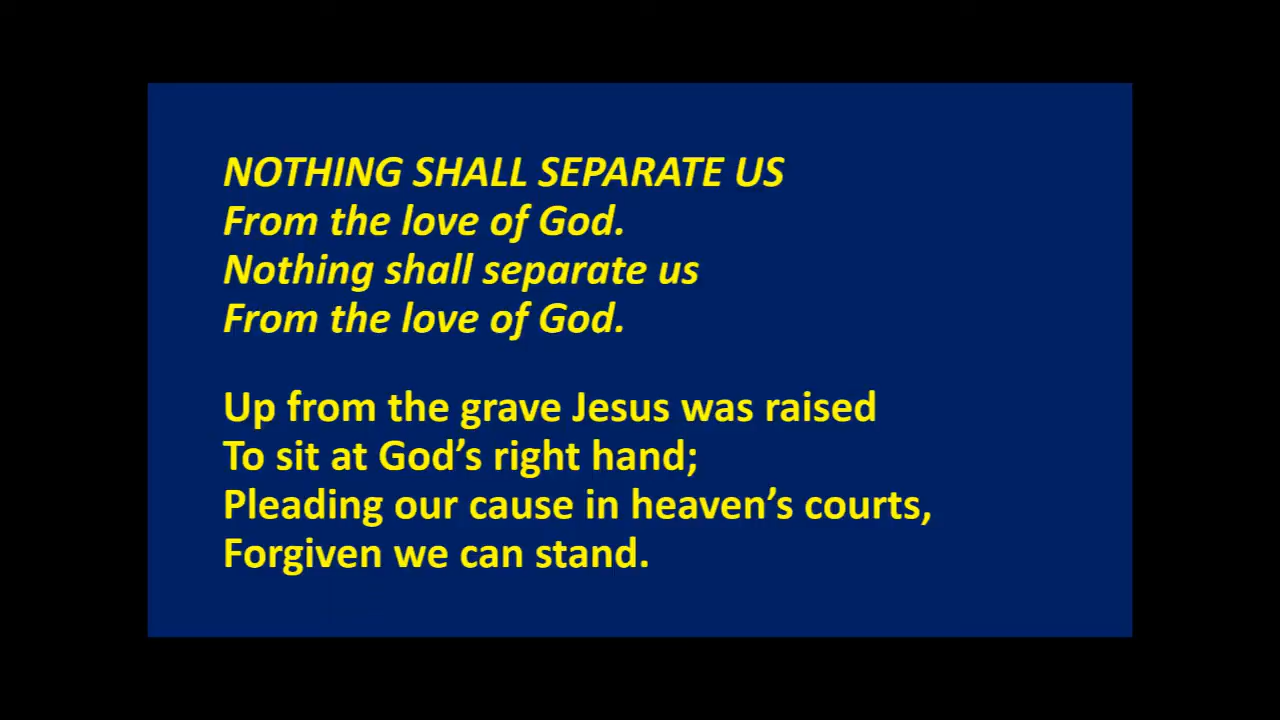 NOTHING SHALL SEPARATE US
From the love of God.
Nothing shall separate us
From the love of God.
Up from the grave Jesus was raised
To sit at God’s right hand;
Pleading our cause in heaven’s courts,
Forgiven we can stand.